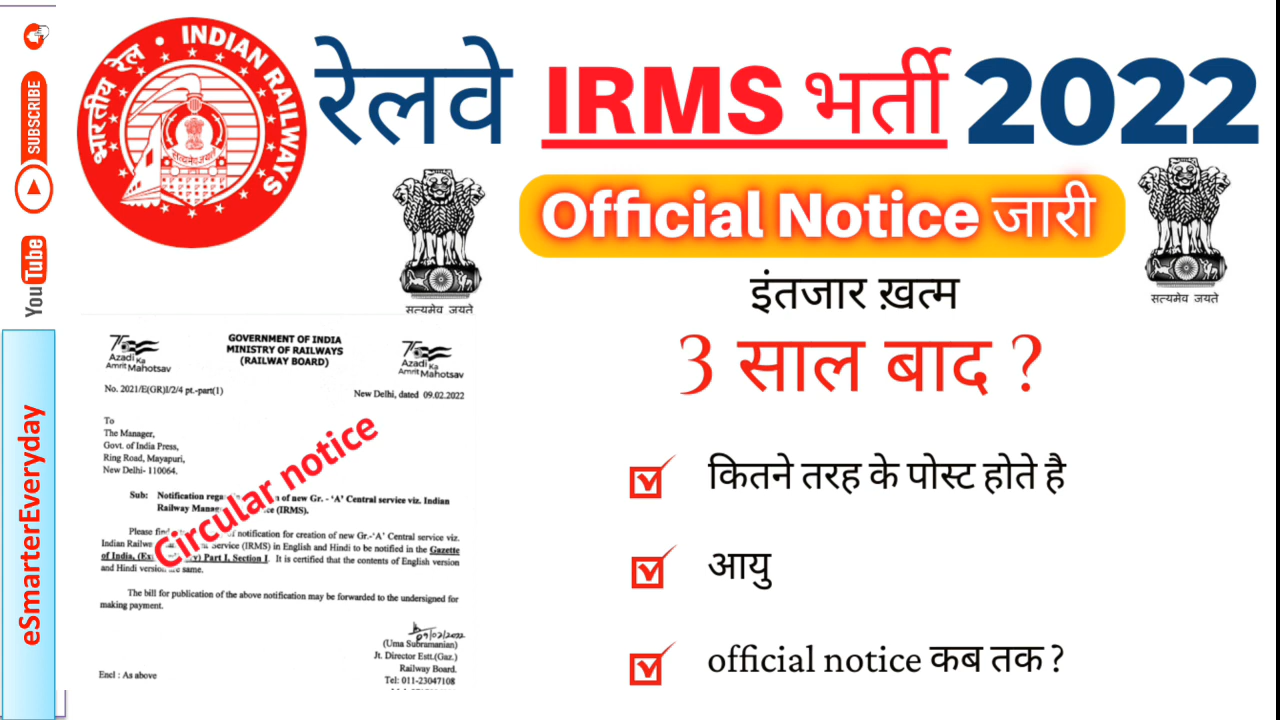 भारतीय रेल • INDIAN RAILWAYS
रेलवे IRMS भर्ती 2022
Official Notice जारी
सत्यमेव जयते
सत्यमेव जयते
इंतजार ख़त्म
3 साल बाद ?
कितने तरह के पोस्ट होते है
आयु
official notice कब तक ?
SUBSCRIBE
YouTube
eSmarterEveryday
75
Azadi Ka
Amrit Mahotsav
GOVERNMENT OF INDIA
MINISTRY OF RAILWAYS
(RAILWAY BOARD)
75
Azadi Ka
Amrit Mahotsav
No. 2021/E(GR)I/2/4 pt.-part(1)
New Delhi, dated 09.02.2022
To
The Manager,
Govt. of India Press,
Ring Road, Mayapuri,
New Delhi- 110064.
Circular notice
Sub: Notification of new Gr. - 'A' Central service viz. Indian
Railway (IRMS).
Please notification for creation of new Gr.-'A' Central service viz.
Indian Service (IRMS) in English and Hindi to be notified in the Gazette
of India, Part I, Section I. It is certified that the contents of English version
and Hindi version are same.
The bill for publication of the above notification may be forwarded to the undersigned for
making payment.
09/02/2022
(Uma Subramanian)
Jt. Director Estt.(Gaz.)
Railway Board.
Tel: 011-23047108
Encl : As above